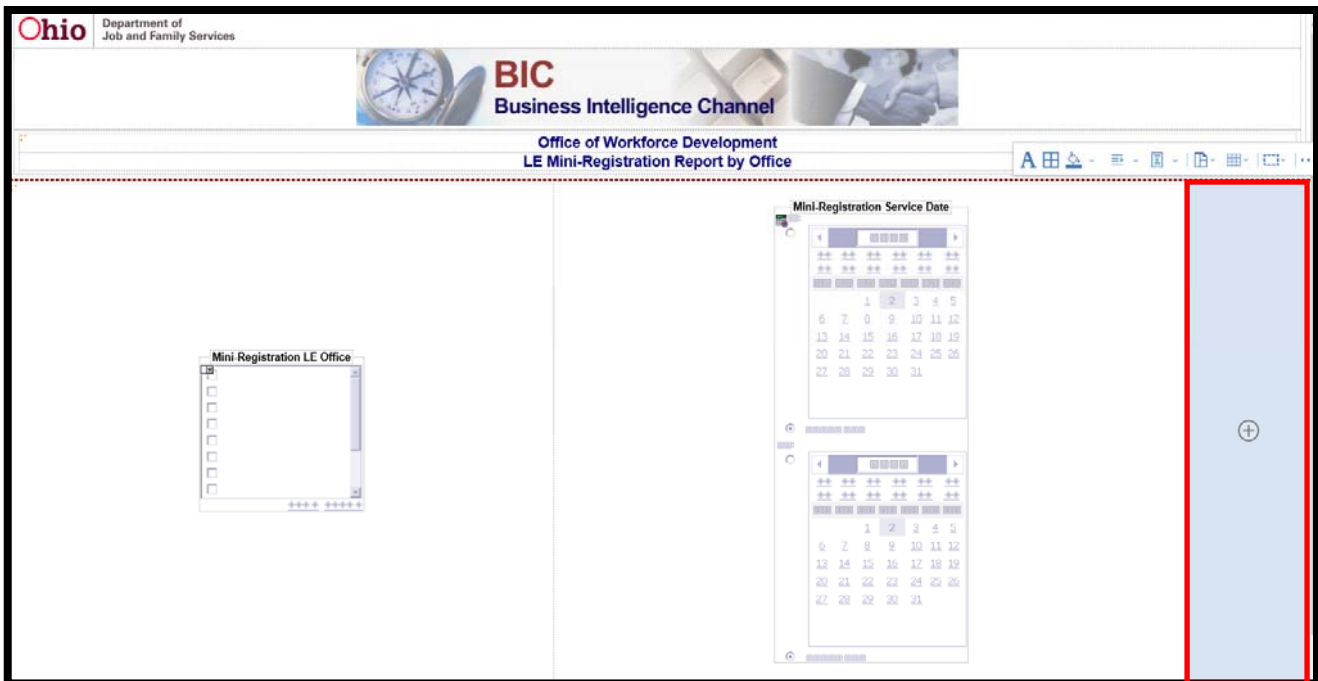 Ohio
Department of
Job and Family Services
BIC
Business Intelligence Channel
Office of Workforce Development
LE Mini-Registration Report by Office
A
Mini-Registration Service Date
1 2 3 4 5
6 7 8 9 10 11 12
13 14 15 16 17 18 19
20 21 22 23 24 25 26
27 28 29 30 31
Mini-Registration LE Office
1 2 3 4 5
6 7 8 9 10 11 12
13 14 15 16 17 18 19
20 21 22 23 24 25 26
27 28 29 30 31